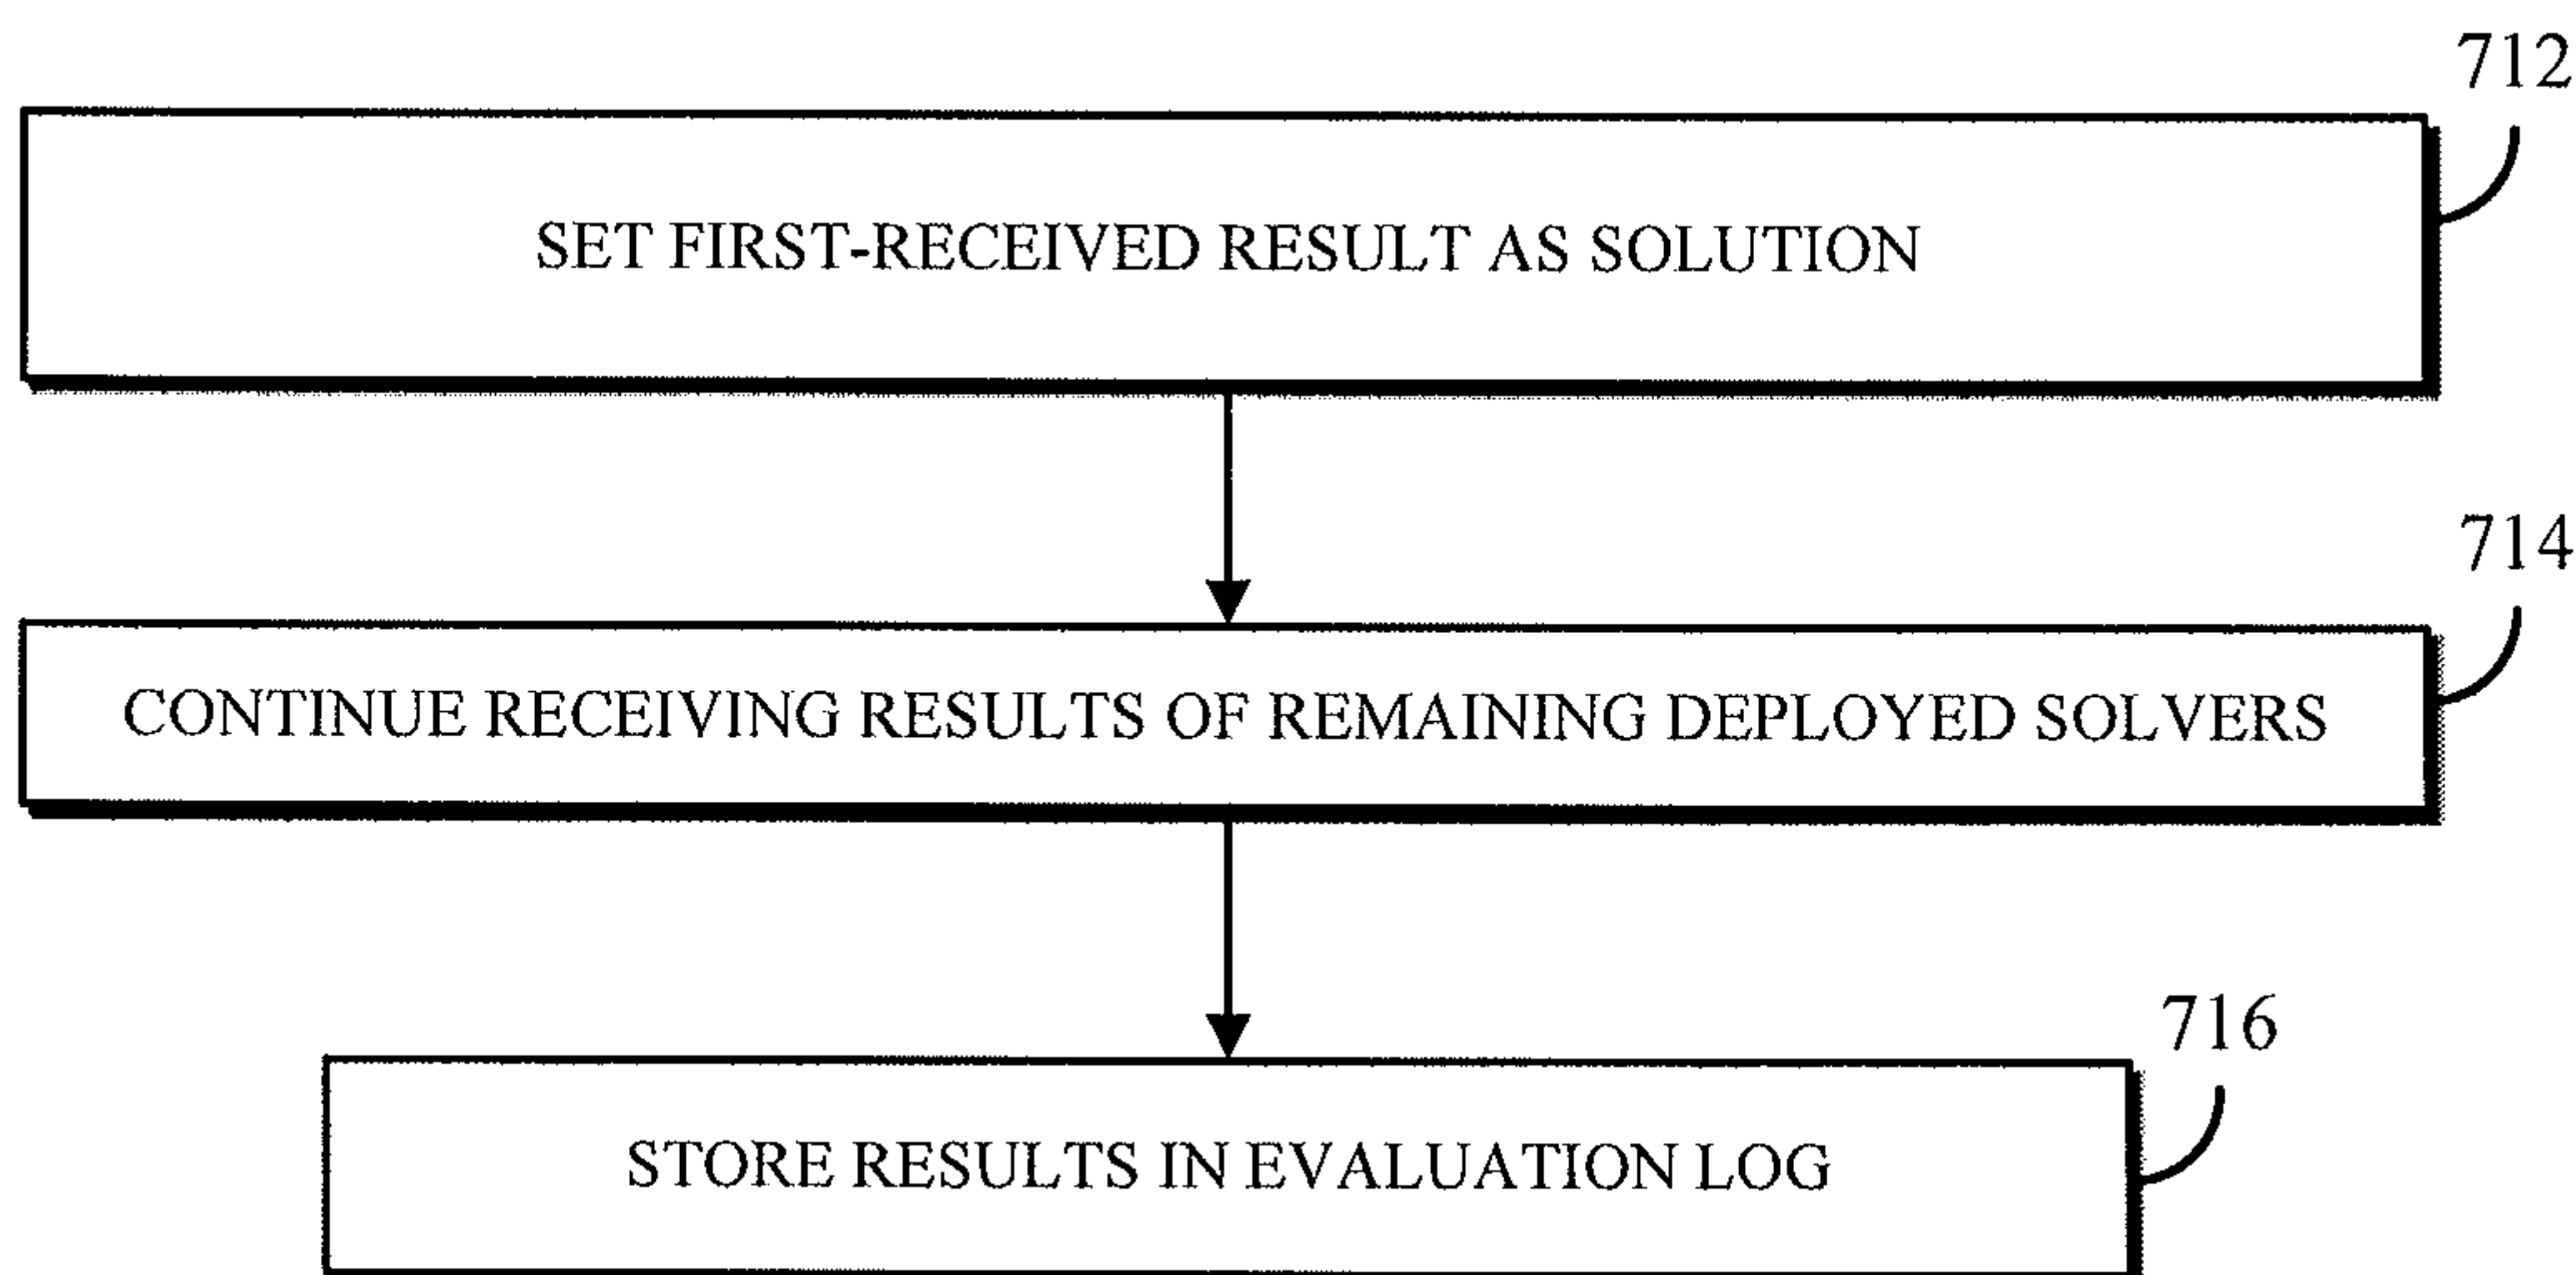 712
SET FIRST-RECEIVED RESULT AS SOLUTION
714
CONTINUE RECEIVING RESULTS OF REMAINING DEPLOYED SOLVERS
716
STORE RESULTS IN EVALUATION LOG